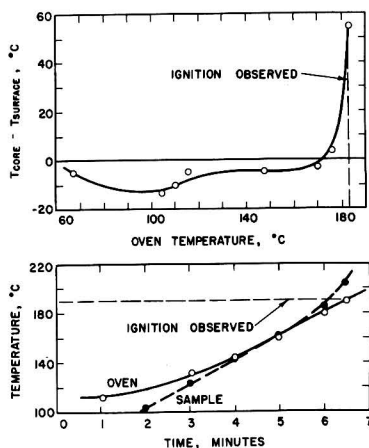 60
40
20
0
-20
T CORE - T SURFACE , °C
IGNITION OBSERVED
60 100 140 180
OVEN TEMPERATURE, °C
220
180
140
100
TEMPERATURE, °C
IGNITION OBSERVED
OVEN
SAMPLE
0 1 2 3 4 5 6 7
TIME, MINUTES